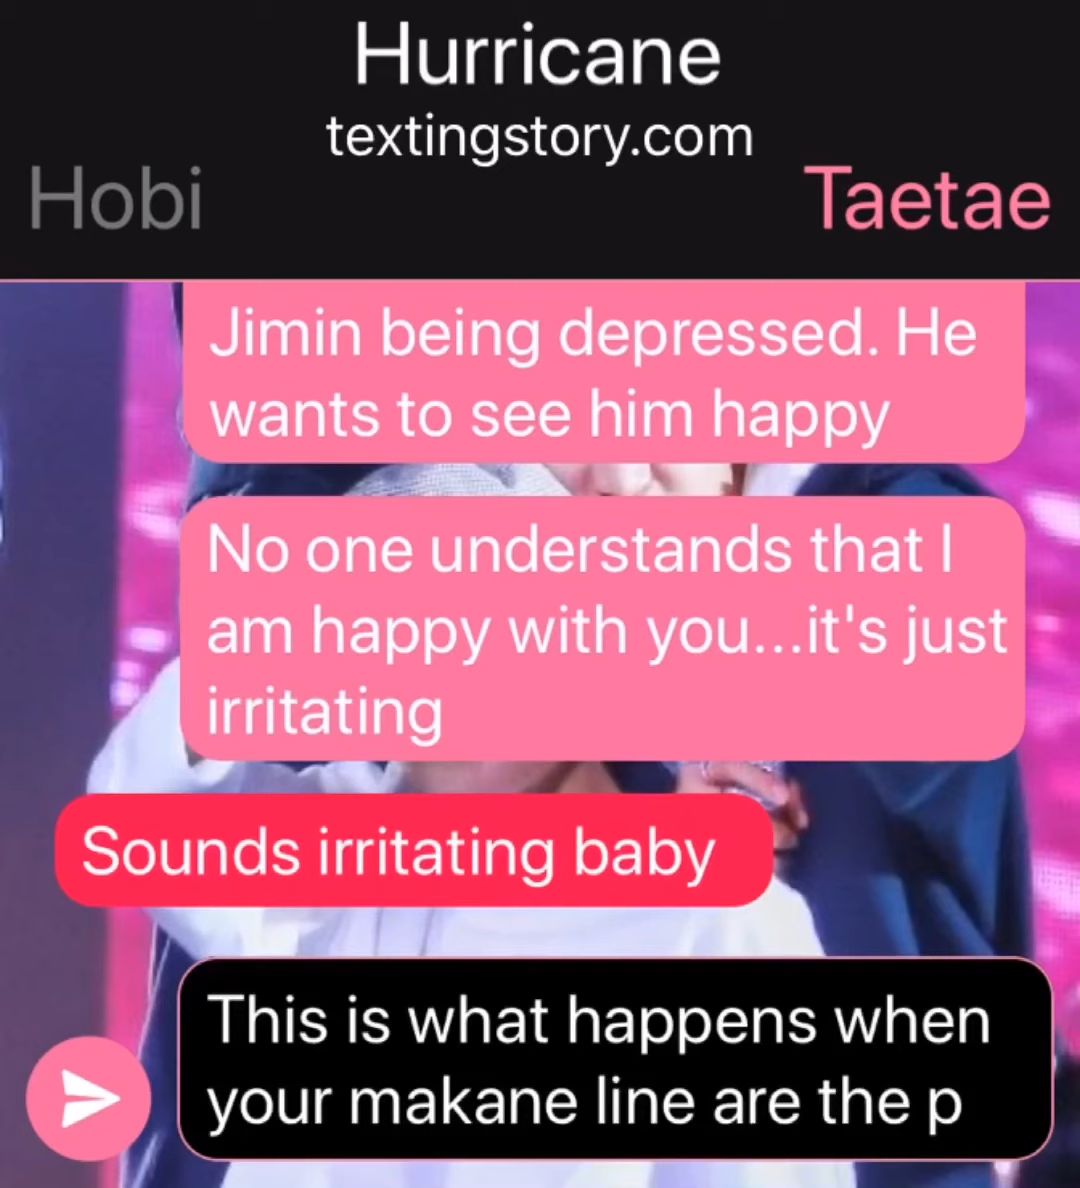 Hurricane
textingstory.com
Hobi
Taetae
Jimin being depressed. He
wants to see him happy
No one understands that I
am happy with you...it's just
irritating
Sounds irritating baby
This is what happens when
your makane line are the p